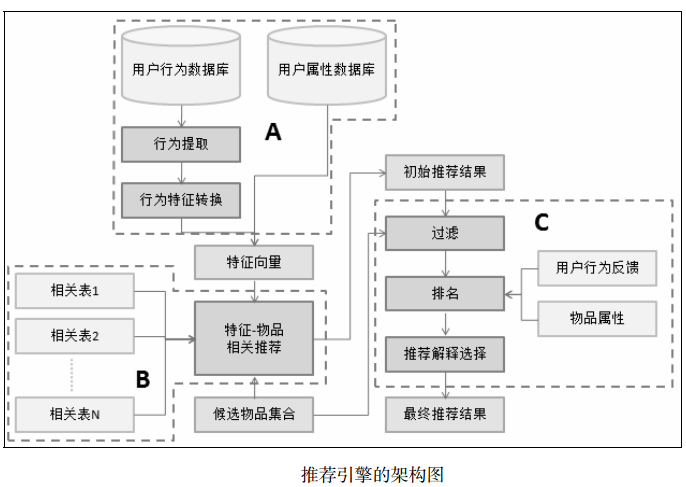 用户行为数据库
用户属性数据库
A
行为提取
行为特征转换
初始推荐结果
C
过滤
特征向量
用户行为反馈
相关表1
排名
物品属性
相关表2
特征-物品
相关推荐
推荐解释选择
B
相关表N
候选物品集合
最终推荐结果
推荐引擎的架构图